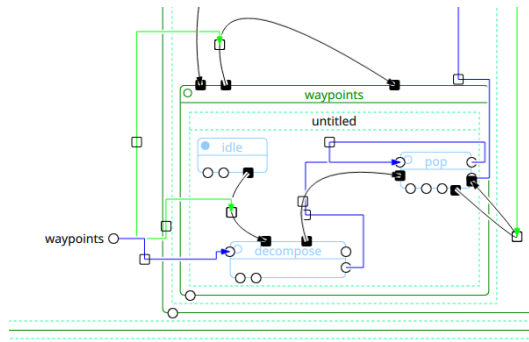 waypoints
untitled
idle
pop
waypoints
decompose